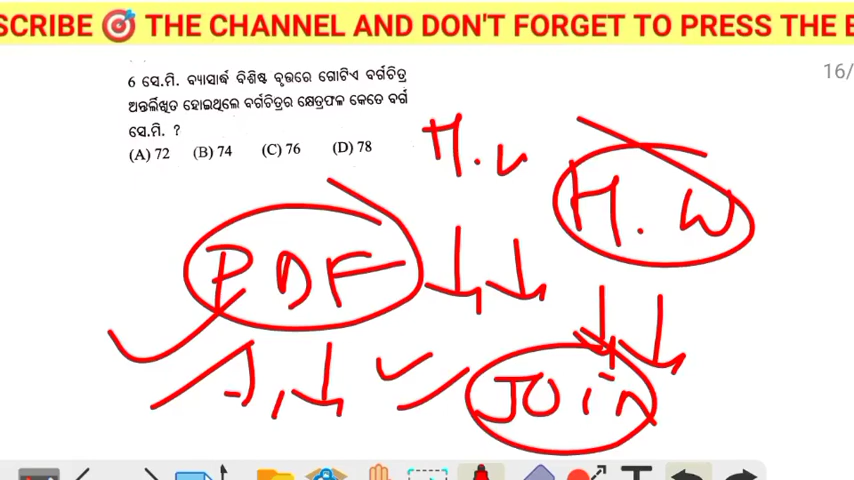 SCRIBE 🎯 THE CHANNEL AND DON'T FORGET TO PRESS THE B
16/
6 ସେ.ମି. ବ୍ୟାସାର୍ଦ୍ଧ ବିଶିଷ୍ଟ ବୃତ୍ତରେ ଗୋଟିଏ ବର୍ଗଚିତ୍ର
ଅନ୍ତର୍ଲିଖିତ ହୋଇଥିଲେ ବର୍ଗଚିତ୍ରର କ୍ଷେତ୍ରଫଳ କେତେ ବର୍ଗ
ସେ.ମି. ?
(A) 72 (B) 74 (C) 76 (D) 78
H.W
PDF
JOin